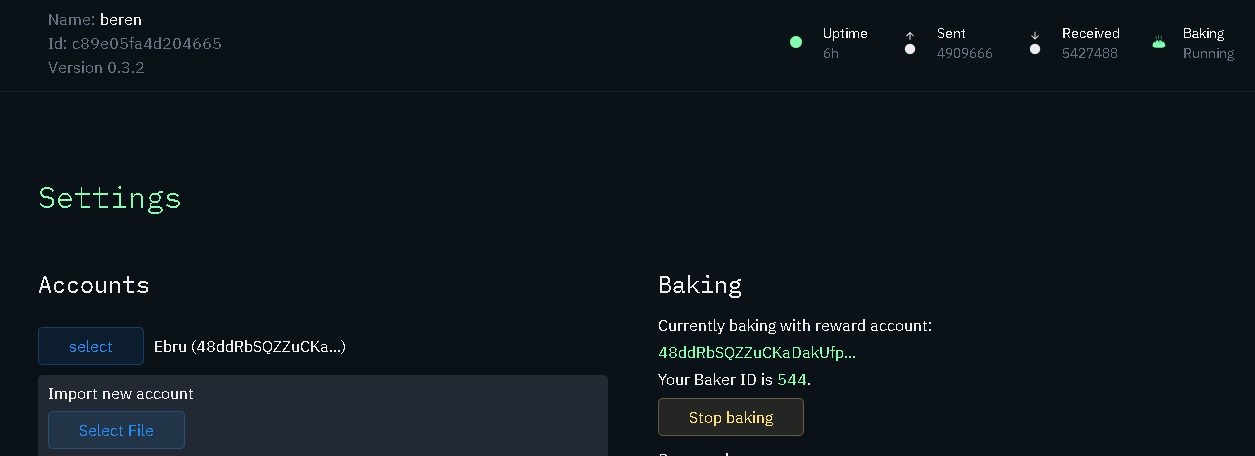 Name: beren
Id: c89e05fa4d204665
Version 0.3.2
Uptime
6h
Sent
4909666
Received
5427488
Baking
Running
Settings
Accounts
select
Ebru (48ddRbSQZZuCKa...)
Import new account
Select File
Baking
Currently baking with reward account:
48ddRbSQZZuCKaDakUfp...
Your Baker ID is 544.
Stop baking